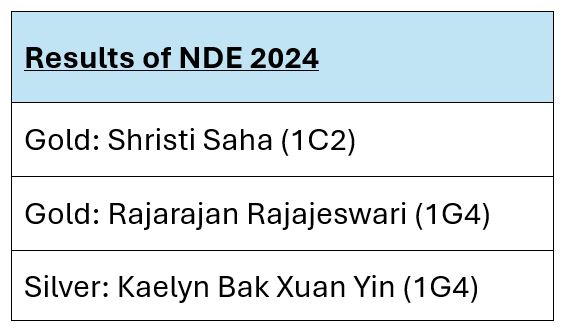 Results of NDE 2024
Gold: Shristi Saha (1C2)
Gold: Rajarajan Rajajeswari (1G4)
Silver: Kaelyn Bak Xuan Yin (1G4)